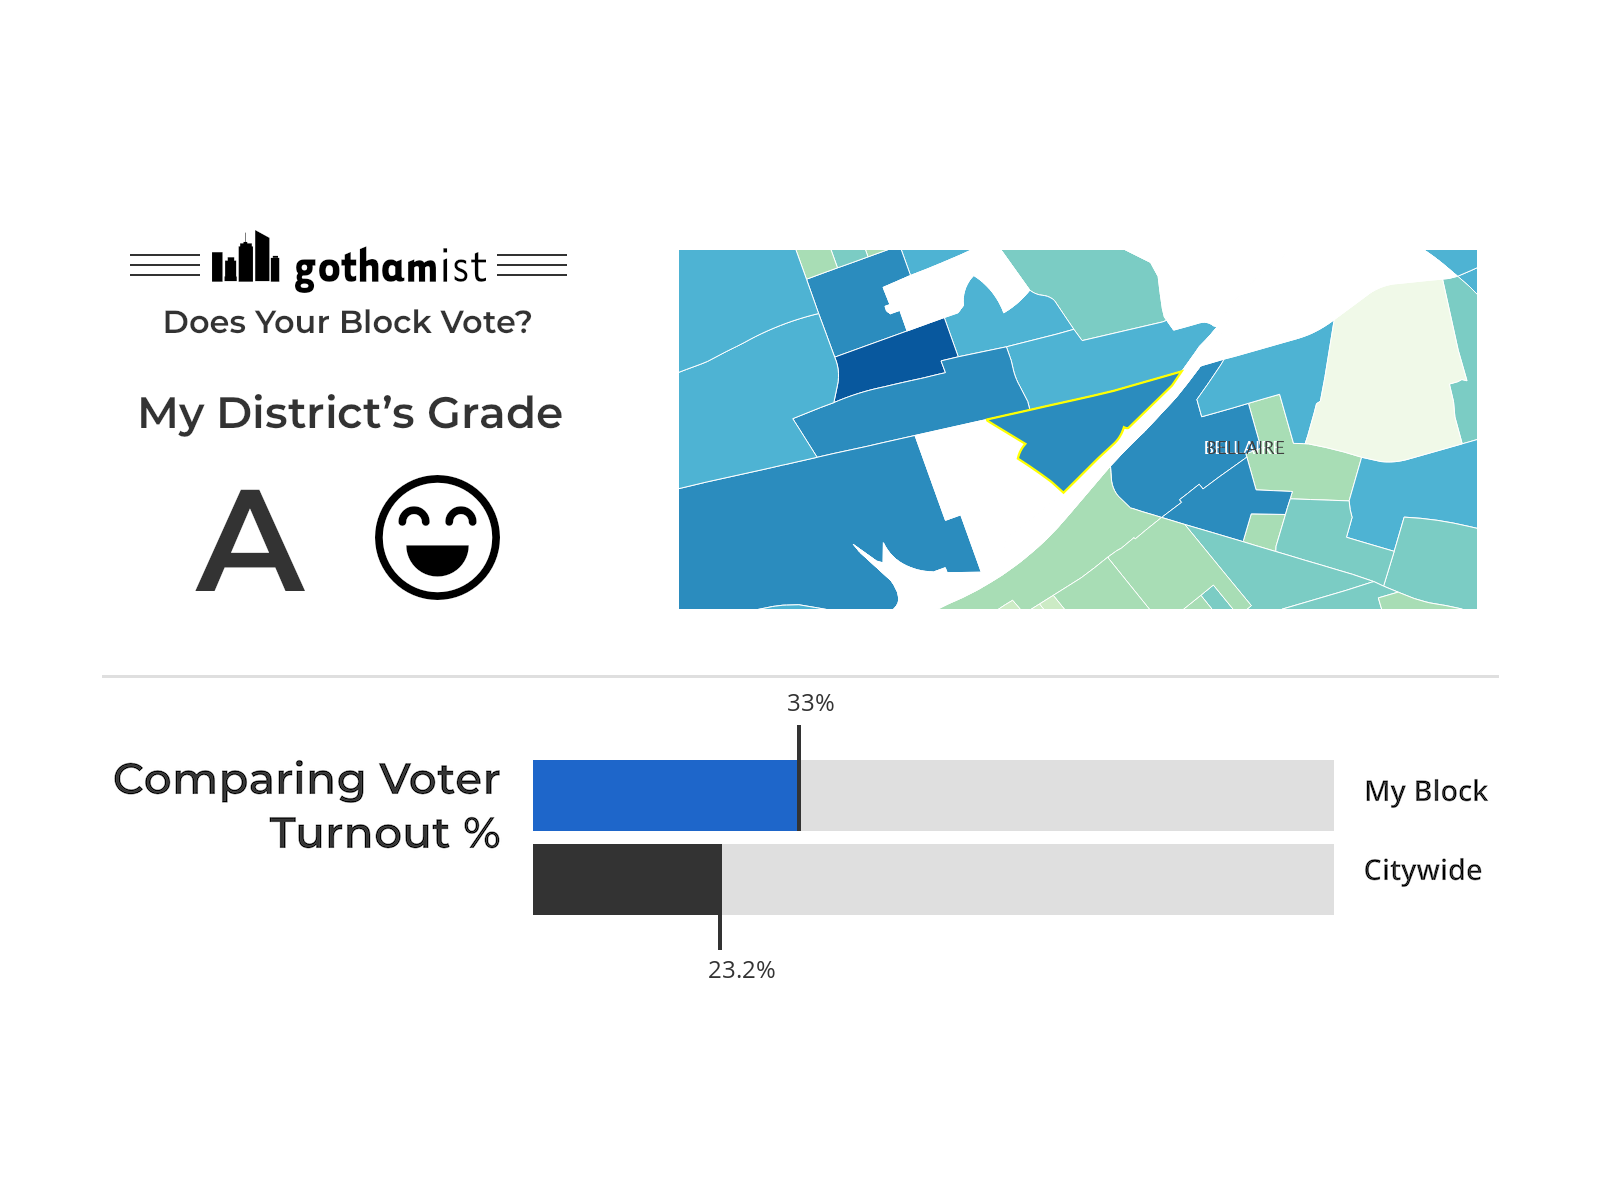 gothamist
Does Your Block Vote?
My District’s Grade
A
BELLAIRE
33%
Comparing Voter
Turnout %
My Block
Citywide
23.2%